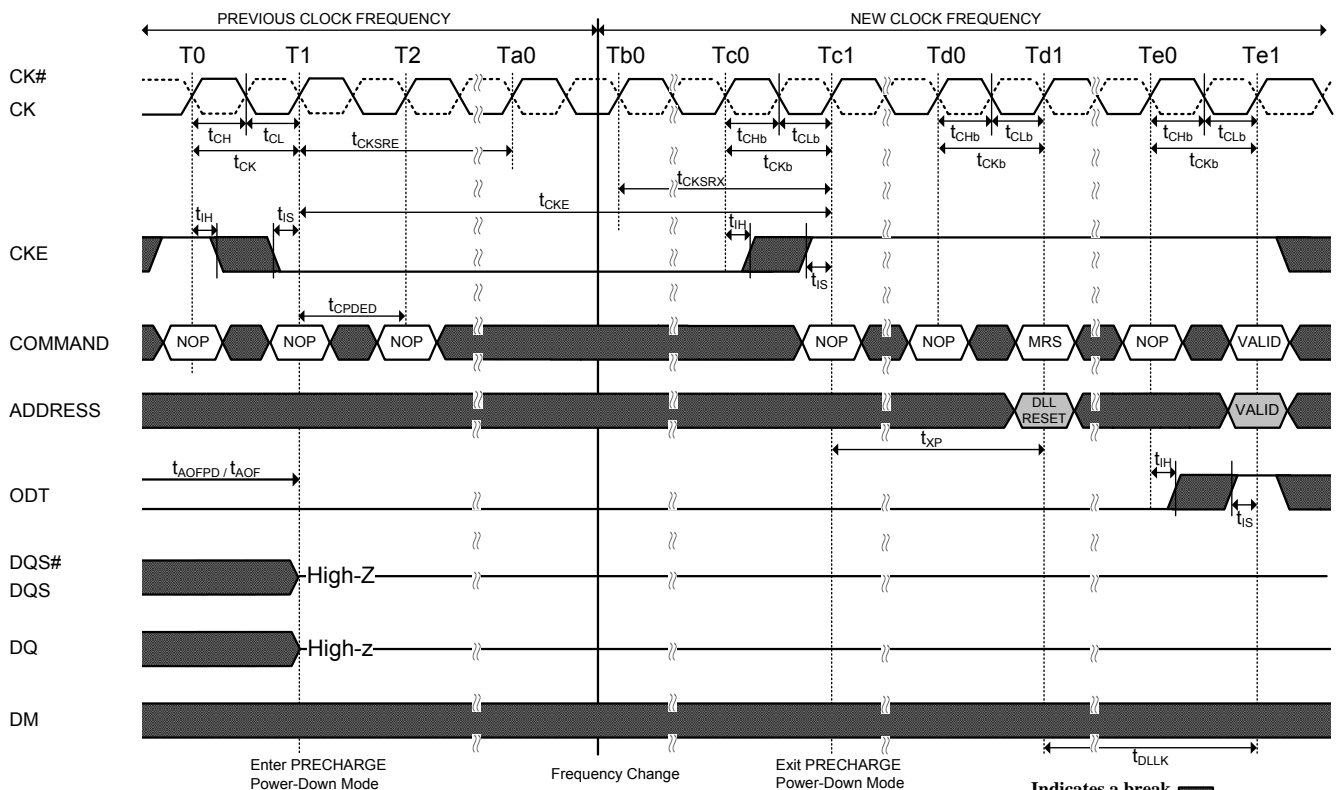 PREVIOUS CLOCK FREQUENCY NEW CLOCK FREQUENCY
T0 T1 T2 Ta0 Tb0 Tc0 Tc1 Td0 Td1 Te0 Te1
CK#
CK
tCH tCL tCHb tCLb tCHb tCLb tCHb tCLb
tCK tCKSRE tCKb tCKb tCKb
tCKSRX
tCKE
tIH tIS tIH
CKE
tIS
tCPDED
COMMAND NOP NOP NOP NOP NOP MRS NOP VALID
ADDRESS DLL RESET VALID
tXP
tAOFPD / tAOF tIH
ODT
tIS
DQS#
DQS High-Z
DQ High-z
DM
tDLLK
Enter PRECHARGE
Power-Down Mode
Frequency Change
Exit PRECHARGE
Power-Down Mode
Indicates a break